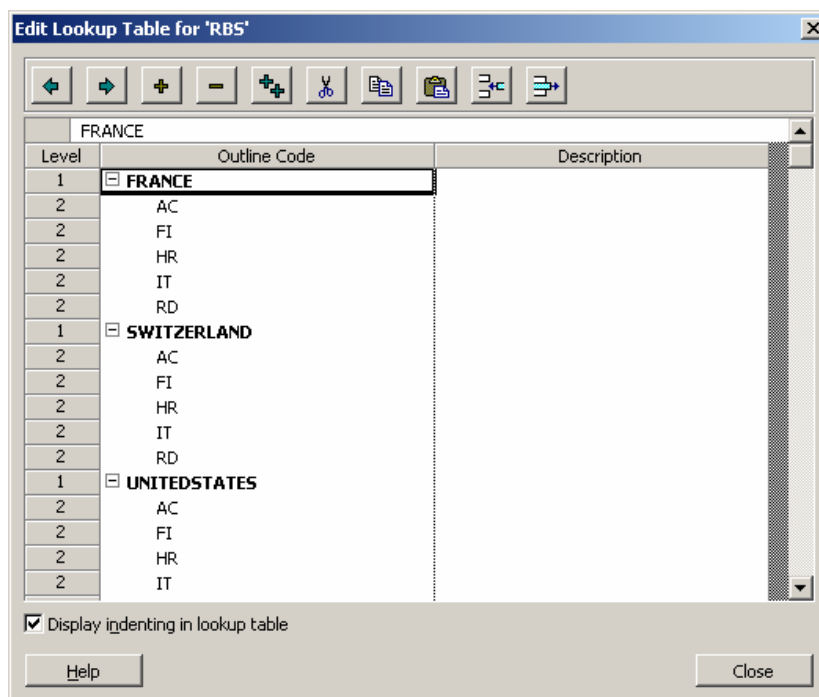 Edit Lookup Table for 'RBS'
FRANCE
Level Outline Code Description
1 FRANCE
2 AC
2 FI
2 HR
2 IT
2 RD
1 SWITZERLAND
2 AC
2 FI
2 HR
2 IT
2 RD
1 UNITEDSTATES
2 AC
2 FI
2 HR
2 IT
Display indenting in lookup table
Help Close